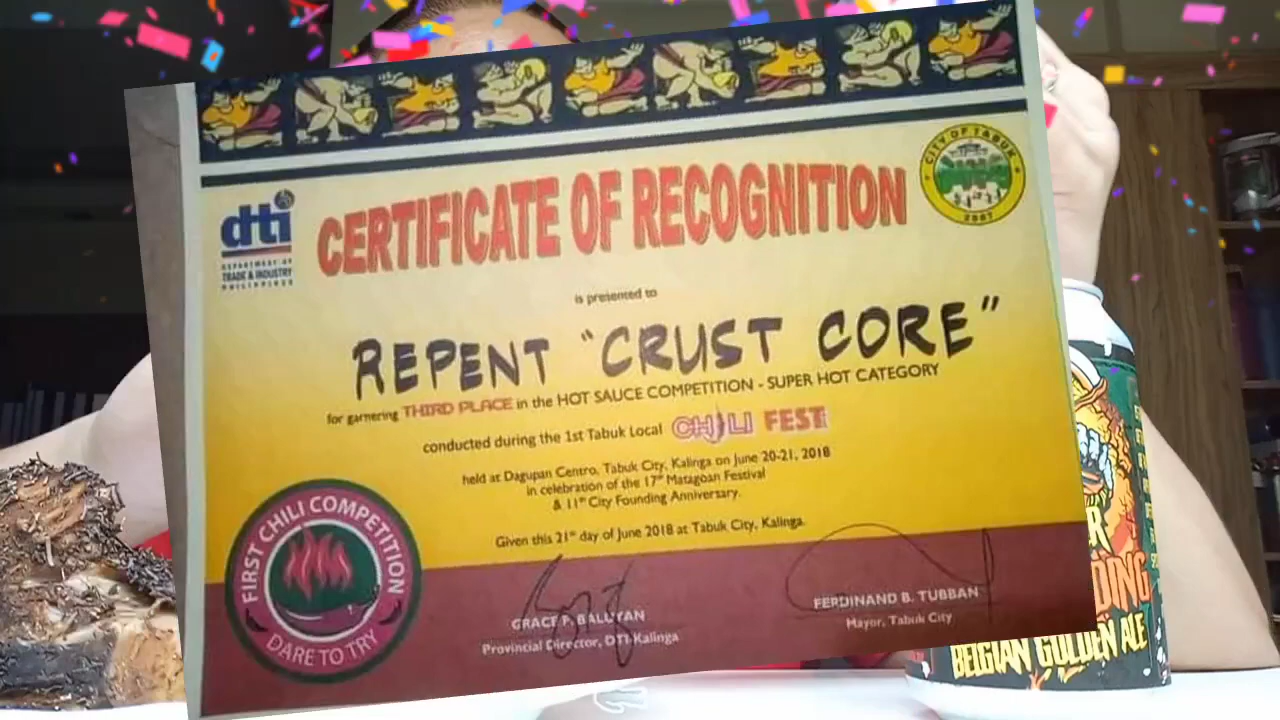 CITY OF TABUK
2007
dti
DEPARTMENT OF
TRADE & INDUSTRY
PHILIPPINES
CERTIFICATE OF RECOGNITION
is presented to
REPENT "CRUST CORE"
for garnering THIRD PLACE in the HOT SAUCE COMPETITION - SUPER HOT CATEGORY
conducted during the 1st Tabuk Local CHILI FEST
held at Dagupan Centro, Tabuk City, Kalinga on June 20-21, 2018
in celebration of the 17th Matagoan Festival
& 11th City Founding Anniversary.
Given this 21st day of June 2018 at Tabuk City, Kalinga.
FIRST CHILI COMPETITION
DARE TO TRY
GRACE F. BALUYAN
Provincial Director, DTI-Kalinga
FERDINAND B. TUBBAN
Mayor, Tabuk City
DING
BELGIAN GOLDEN ALE